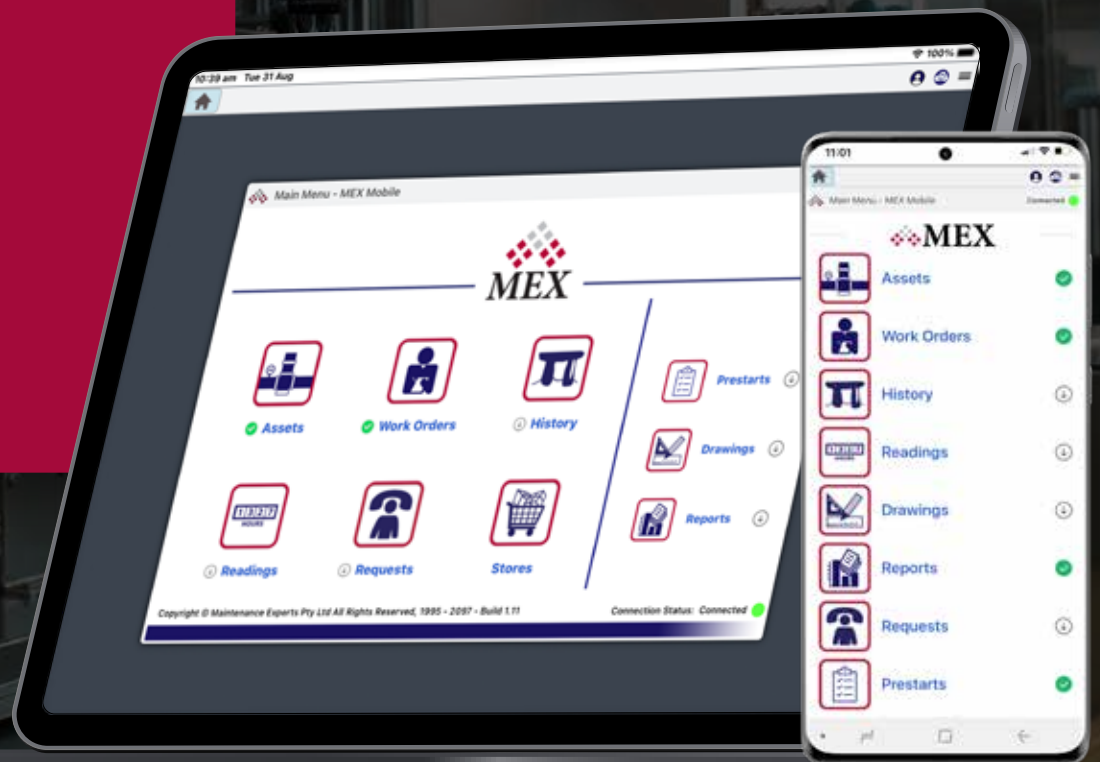 10:39 am Tue 31 Aug
100%
Main Menu - MEX Mobile
MEX
Assets
Work Orders
History
HOURS
Readings
Requests
Stores
Prestarts
Drawings
Reports
Copyright © Maintenance Experts Pty Ltd All Rights Reserved, 1995 - 2097 - Build 1.11
Connection Status: Connected
11:01
Main Menu - MEX Mobile
Connected
MEX
Assets
Work Orders
History
HOURS
Readings
Drawings
Reports
Requests
Prestarts